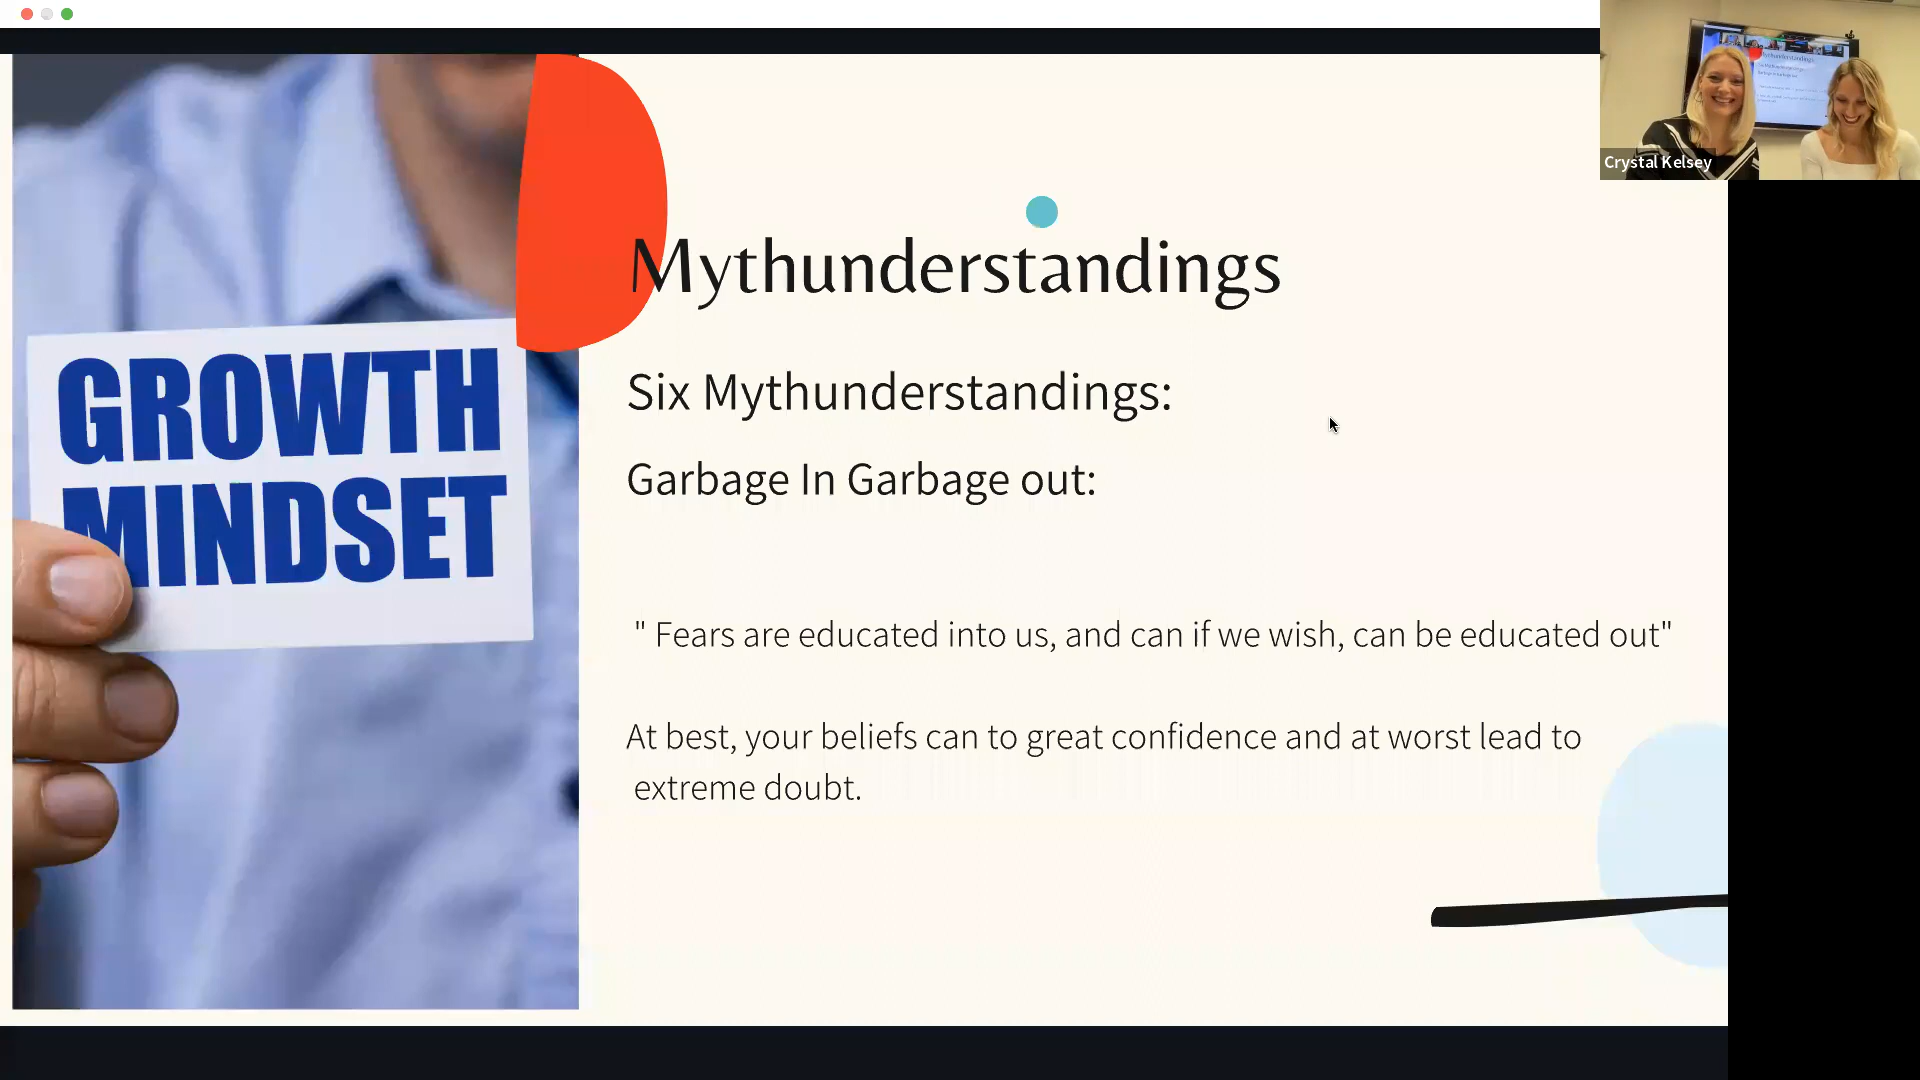 Crystal Kelsey
GROWTH
MINDSET
Mythunderstandings
Six Mythunderstandings:
Garbage In Garbage out:
" Fears are educated into us, and can if we wish, can be educated out"
At best, your beliefs can to great confidence and at worst lead to
extreme doubt.